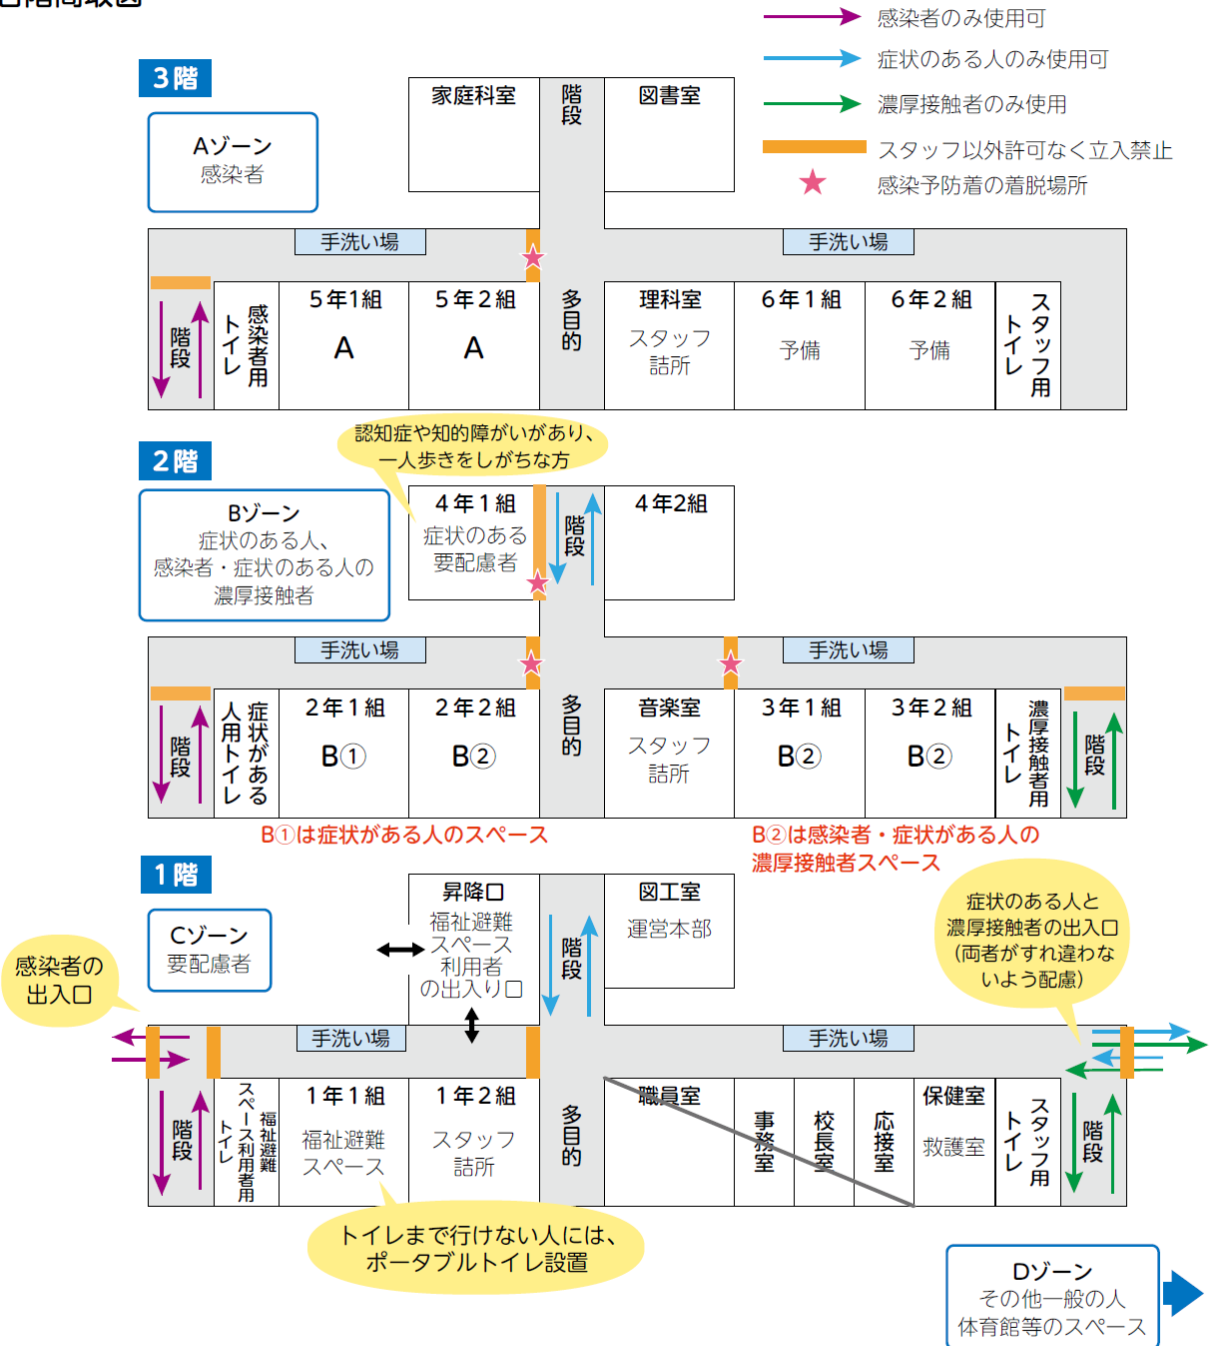 各階間取図
感染者のみ使用可
症状のある人のみ使用可
濃厚接触者のみ使用
スタッフ以外許可なく立入禁止
感染予防着の着脱場所
3階
Aゾーン
感染者
家庭科室
階段
図書室
手洗い場
手洗い場
階段
感染者用
トイレ
5年1組
A
5年2組
A
多目的
理科室
スタッフ
詰所
6年1組
予備
6年2組
予備
スタッフ用
トイレ
認知症や知的障がいがあり、
一人歩きをしがちな方
2階
Bゾーン
症状のある人、
感染者・症状のある人の
濃厚接触者
4年1組
症状のある
要配慮者
階段
4年2組
手洗い場
手洗い場
階段
症状がある
人用トイレ
2年1組
B①
2年2組
B②
多目的
音楽室
スタッフ
詰所
3年1組
B②
3年2組
B②
濃厚接触者用
トイレ
階段
B①は症状がある人のスペース
B②は感染者・症状がある人の
濃厚接触者スペース
1階
Cゾーン
要配慮者
感染者の
出入口
昇降口
福祉避難
スペース
利用者
の出入り口
階段
図工室
運営本部
症状のある人と
濃厚接触者の出入口
(両者がすれ違わな
いよう配慮)
手洗い場
手洗い場
階段
福祉避難
スペース利用者用
トイレ
1年1組
福祉避難
スペース
1年2組
スタッフ
詰所
多目的
職員室
事務室
校長室
応接室
保健室
救護室
スタッフ用
トイレ
階段
トイレまで行けない人には、
ポータブルトイレ設置
Dゾーン
その他一般の人
体育館等のスペース